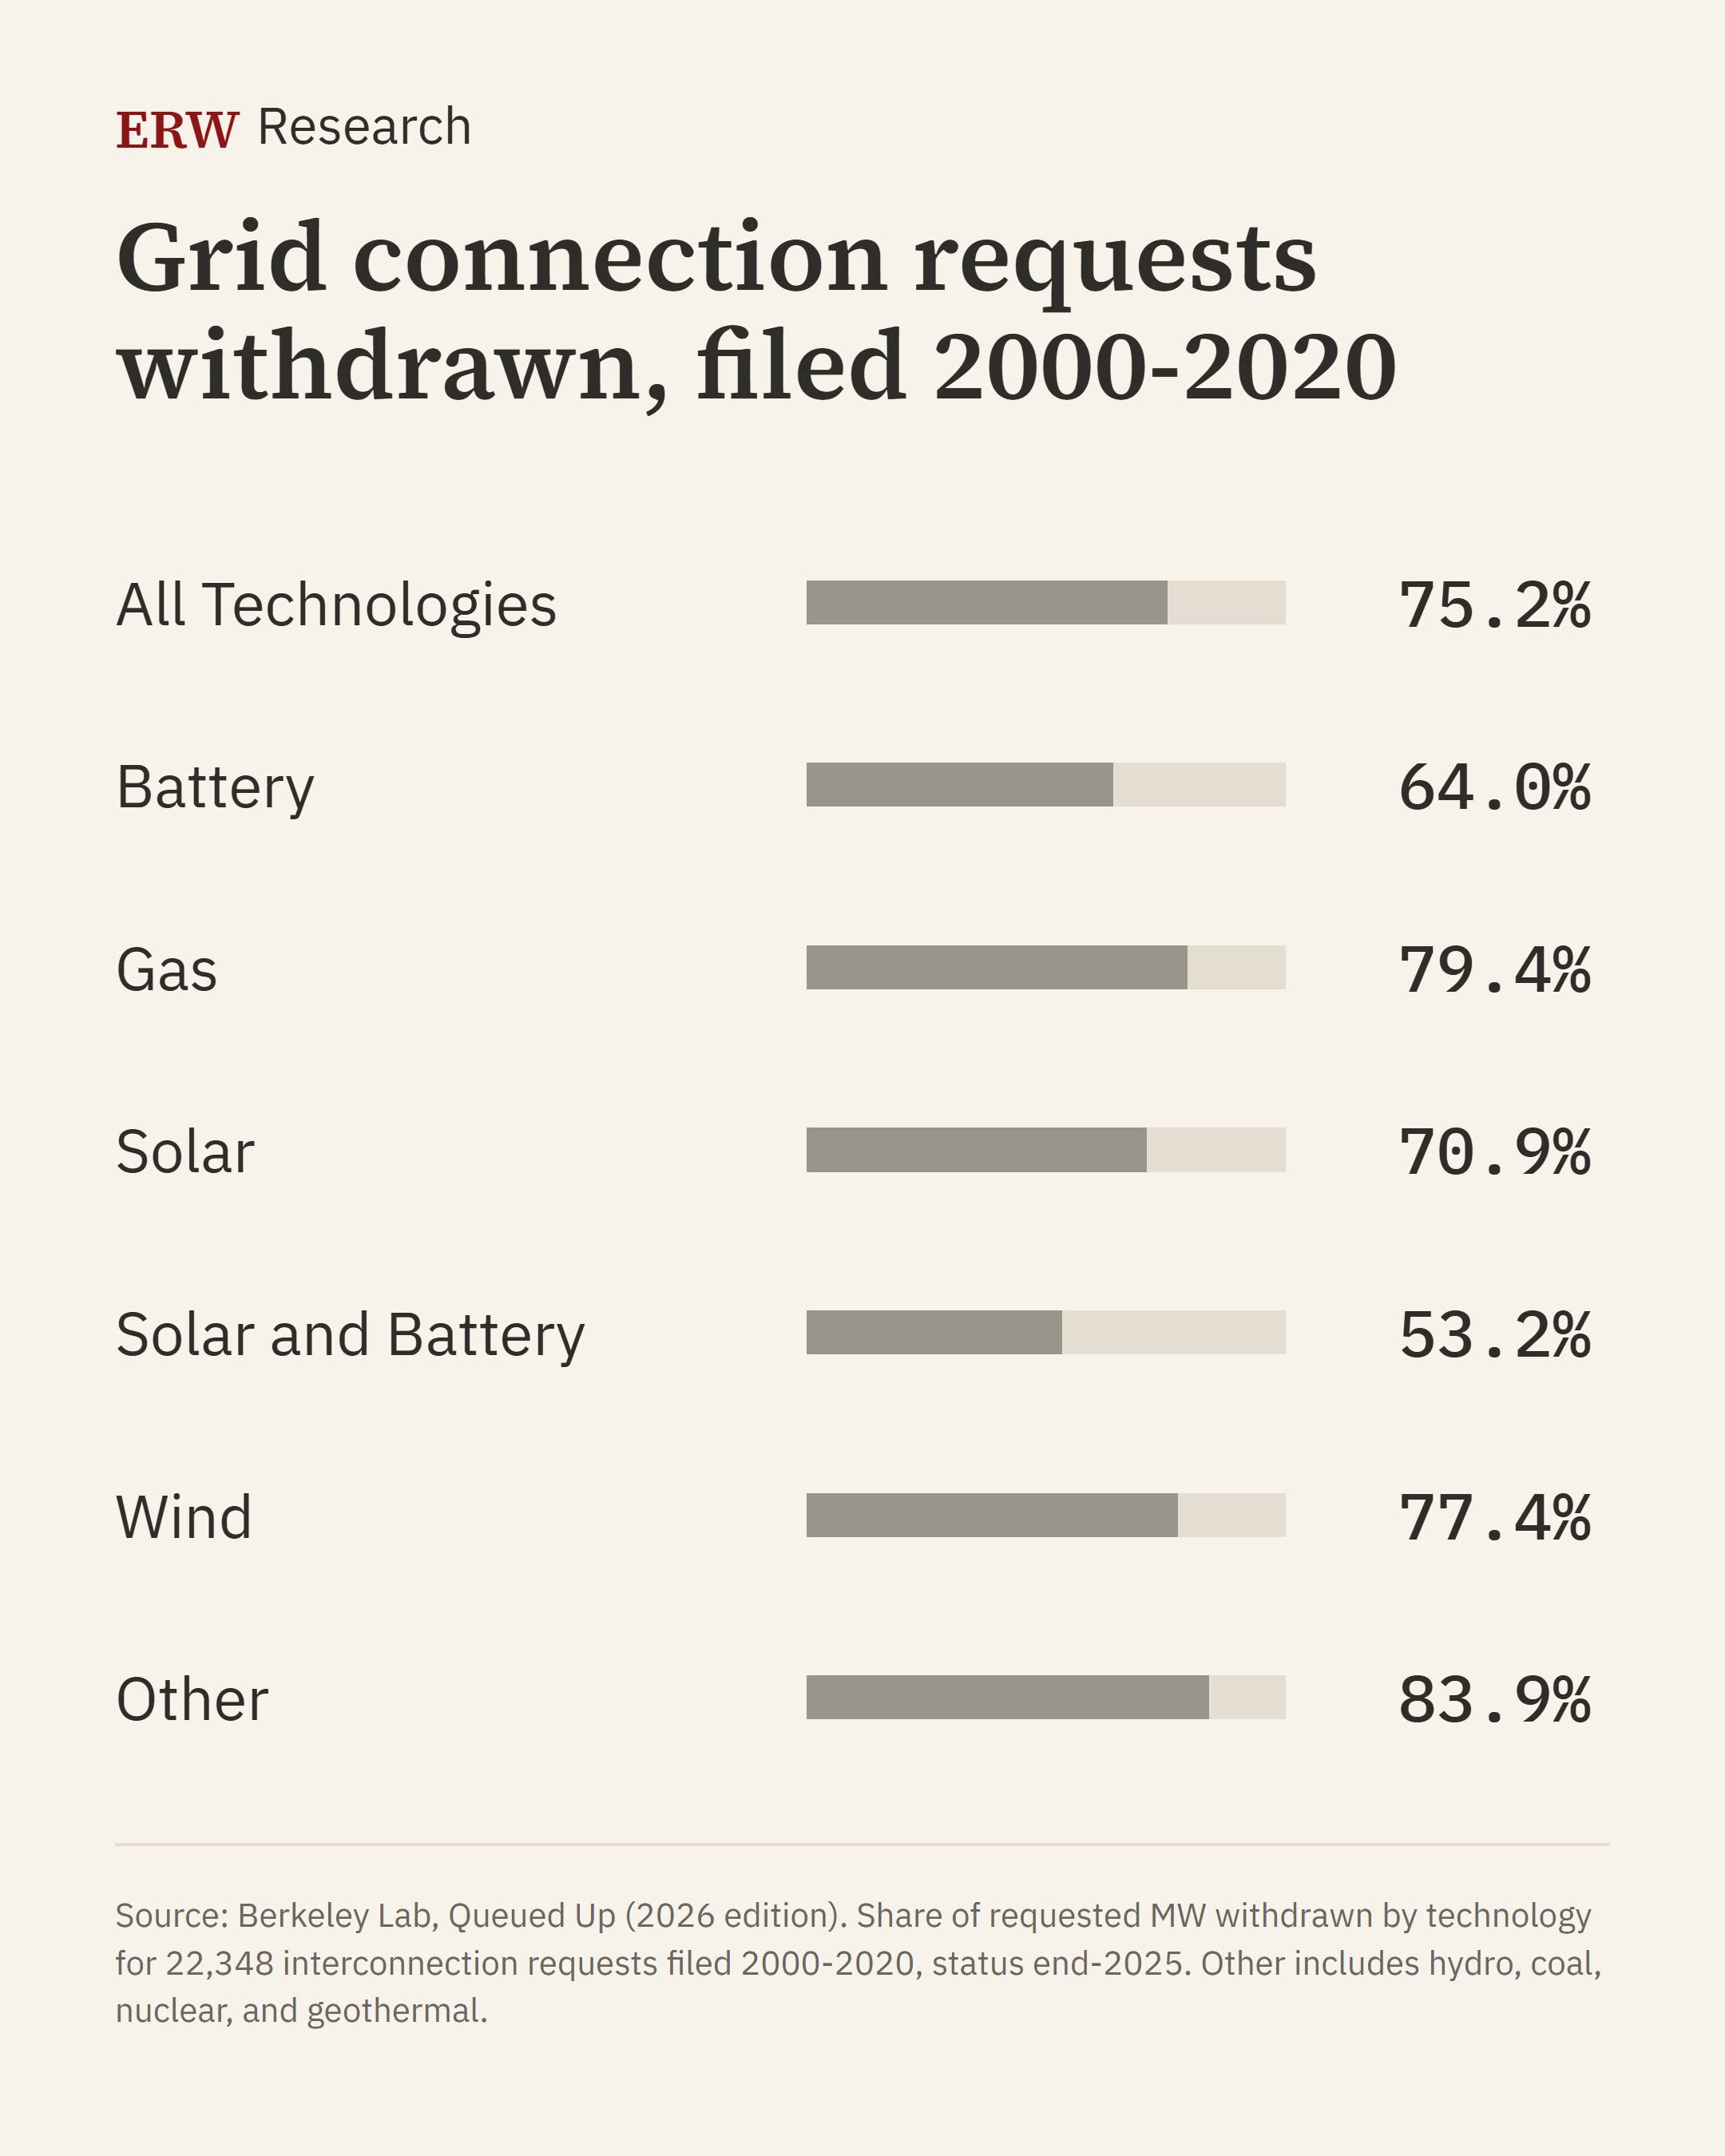 ERW Research
Grid connection requests
withdrawn, filed 2000-2020
All Technologies 75.2%
Battery 64.0%
Gas 79.4%
Solar 70.9%
Solar and Battery 53.2%
Wind 77.4%
Other 83.9%
Source: Berkeley Lab, Queued Up (2026 edition). Share of requested MW withdrawn by technology
for 22,348 interconnection requests filed 2000-2020, status end-2025. Other includes hydro, coal,
nuclear, and geothermal.